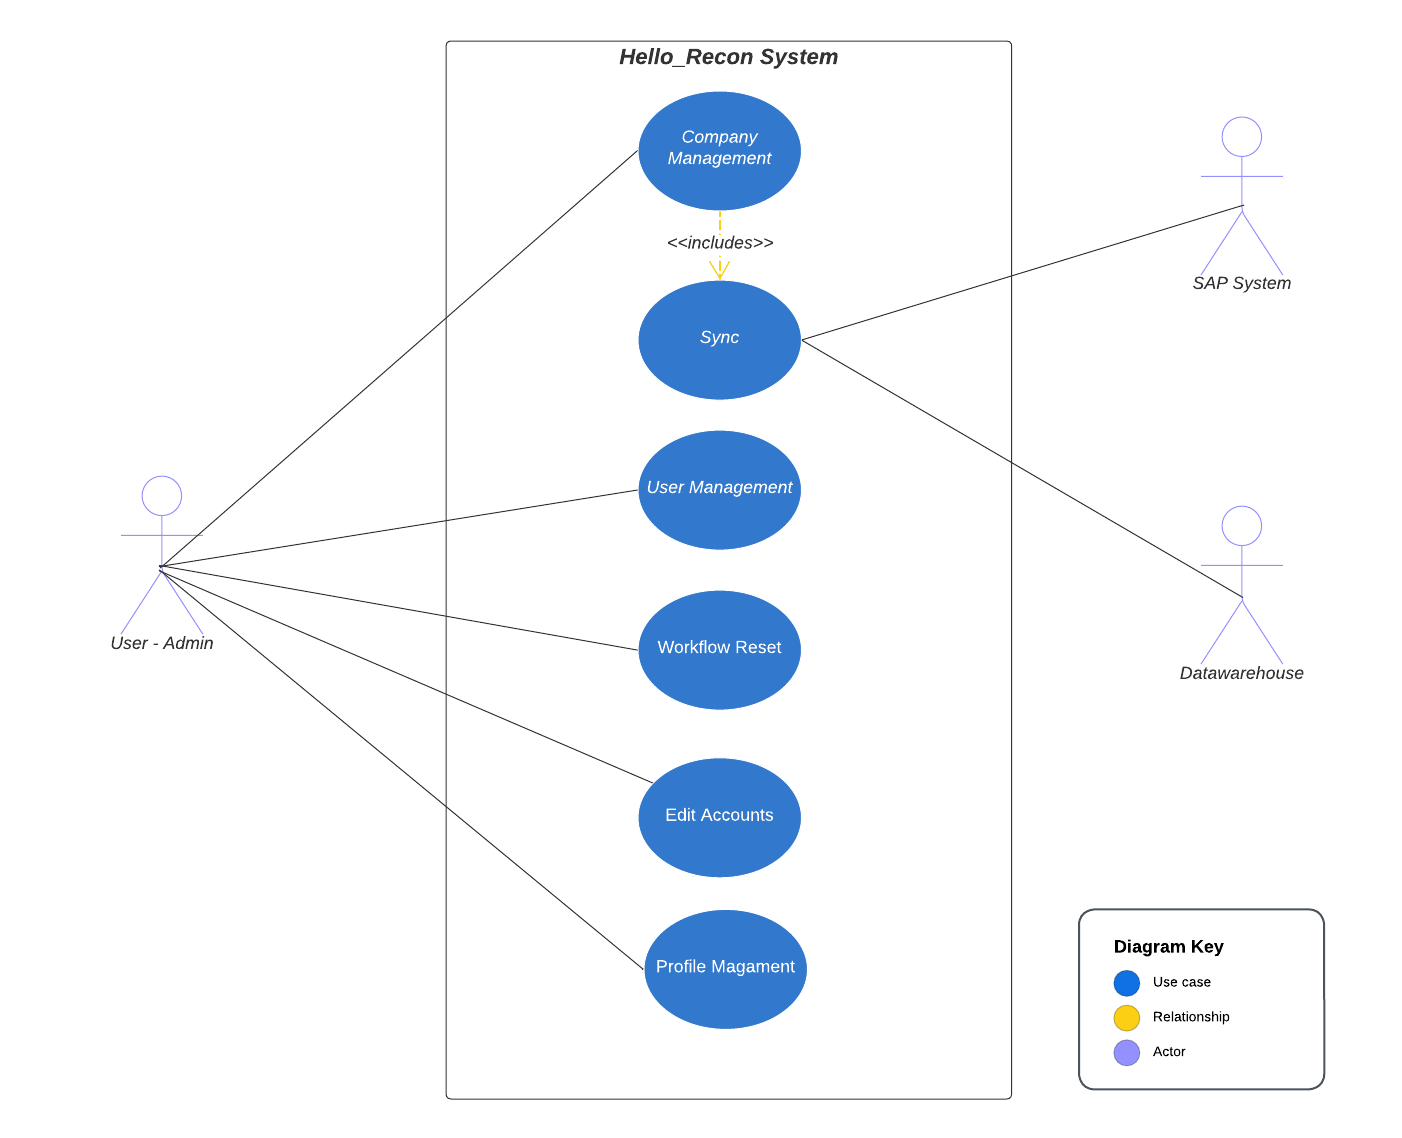 Hello_Recon System
Company
Management
<<includes>>
SAP System
Sync
User Management
User - Admin
Workflow Reset
Datawarehouse
Edit Accounts
Profile Magament
Diagram Key
Use case
Relationship
Actor